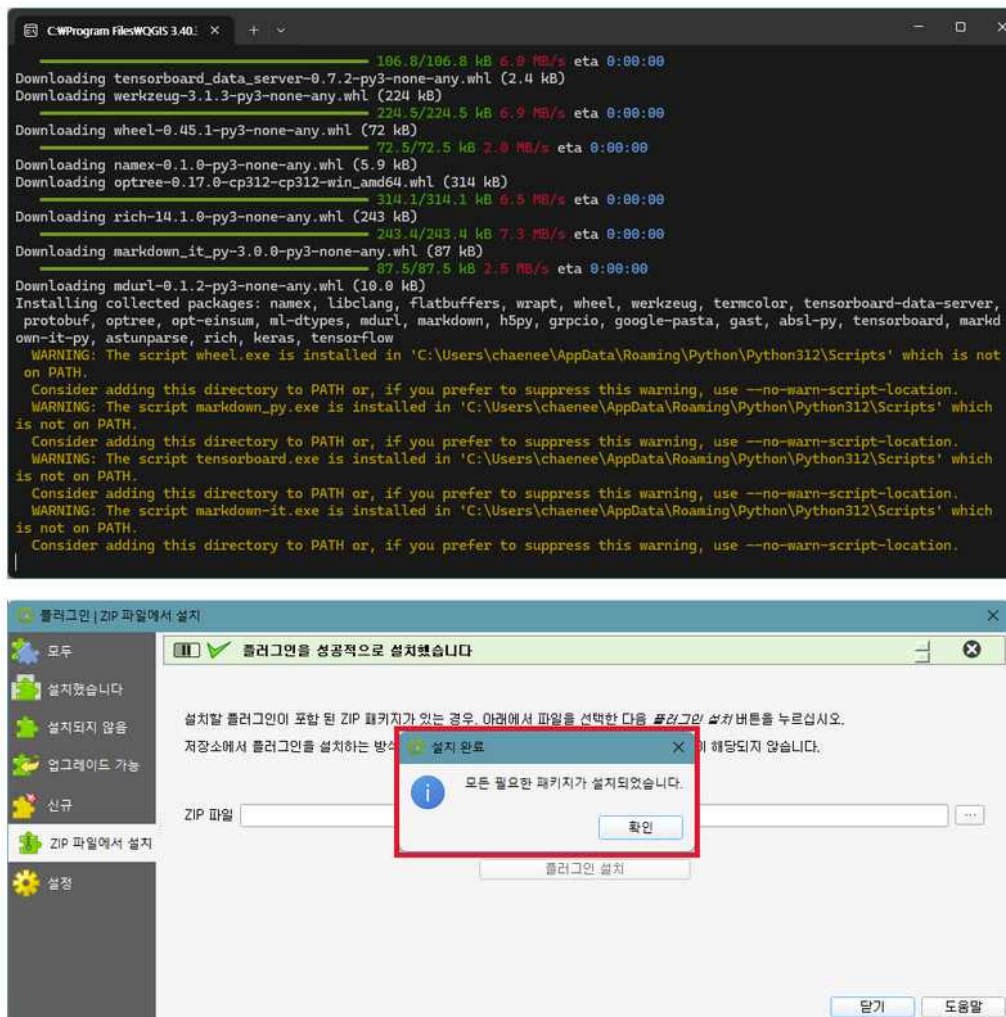 C:₩Program Files₩QGIS 3.40.:
106.8/106.8 kB 6.0 MB/s eta 0:00:00
Downloading tensorboard_data_server-0.7.2-py3-none-any.whl (2.4 kB)
Downloading werkzeug-3.1.3-py3-none-any.whl (224 kB)
224.5/224.5 kB 6.9 MB/s eta 0:00:00
Downloading wheel-0.45.1-py3-none-any.whl (72 kB)
72.5/72.5 kB 2.0 MB/s eta 0:00:00
Downloading namex-0.1.0-py3-none-any.whl (5.9 kB)
Downloading optree-0.17.0-cp312-cp312-win_amd64.whl (314 kB)
314.1/314.1 kB 6.5 MB/s eta 0:00:00
Downloading rich-14.1.0-py3-none-any.whl (243 kB)
243.4/243.4 kB 7.3 MB/s eta 0:00:00
Downloading markdown_it_py-3.0.0-py3-none-any.whl (87 kB)
87.5/87.5 kB 2.5 MB/s eta 0:00:00
Downloading mdurl-0.1.2-py3-none-any.whl (10.0 kB)
Installing collected packages: namex, libclang, flatbuffers, wrapt, wheel, werkzeug, termcolor, tensorboard-data-server,
protobuf, optree, opt-einsum, ml-dtypes, mdurl, markdown, h5py, grpcio, google-pasta, gast, absl-py, tensorboard, markd
own-it-py, astunparse, rich, keras, tensorflow
WARNING: The script wheel.exe is installed in 'C:\Users\chaenee\AppData\Roaming\Python\Python312\Scripts' which is not
on PATH.
Consider adding this directory to PATH or, if you prefer to suppress this warning, use --no-warn-script-location.
WARNING: The script markdown_py.exe is installed in 'C:\Users\chaenee\AppData\Roaming\Python\Python312\Scripts' which
is not on PATH.
Consider adding this directory to PATH or, if you prefer to suppress this warning, use --no-warn-script-location.
WARNING: The script tensorboard.exe is installed in 'C:\Users\chaenee\AppData\Roaming\Python\Python312\Scripts' which
is not on PATH.
Consider adding this directory to PATH or, if you prefer to suppress this warning, use --no-warn-script-location.
WARNING: The script markdown-it.exe is installed in 'C:\Users\chaenee\AppData\Roaming\Python\Python312\Scripts' which
is not on PATH.
Consider adding this directory to PATH or, if you prefer to suppress this warning, use --no-warn-script-location.
플러그인 | ZIP 파일에서 설치
모두
설치했습니다
설치되지 않음
업그레이드 가능
신규
ZIP 파일에서 설치
설정
플러그인을 성공적으로 설치했습니다
설치할 플러그인이 포함 된 ZIP 패키지가 있는 경우, 아래에서 파일을 선택한 다음 플러그인 설치 버튼을 누르십시오.
저장소에서 플러그인을 설치하는 방식 이 해당되지 않습니다.
설치 완료
모든 필요한 패키지가 설치되었습니다.
확인
ZIP 파일
...
플러그인 설치
닫기
도움말